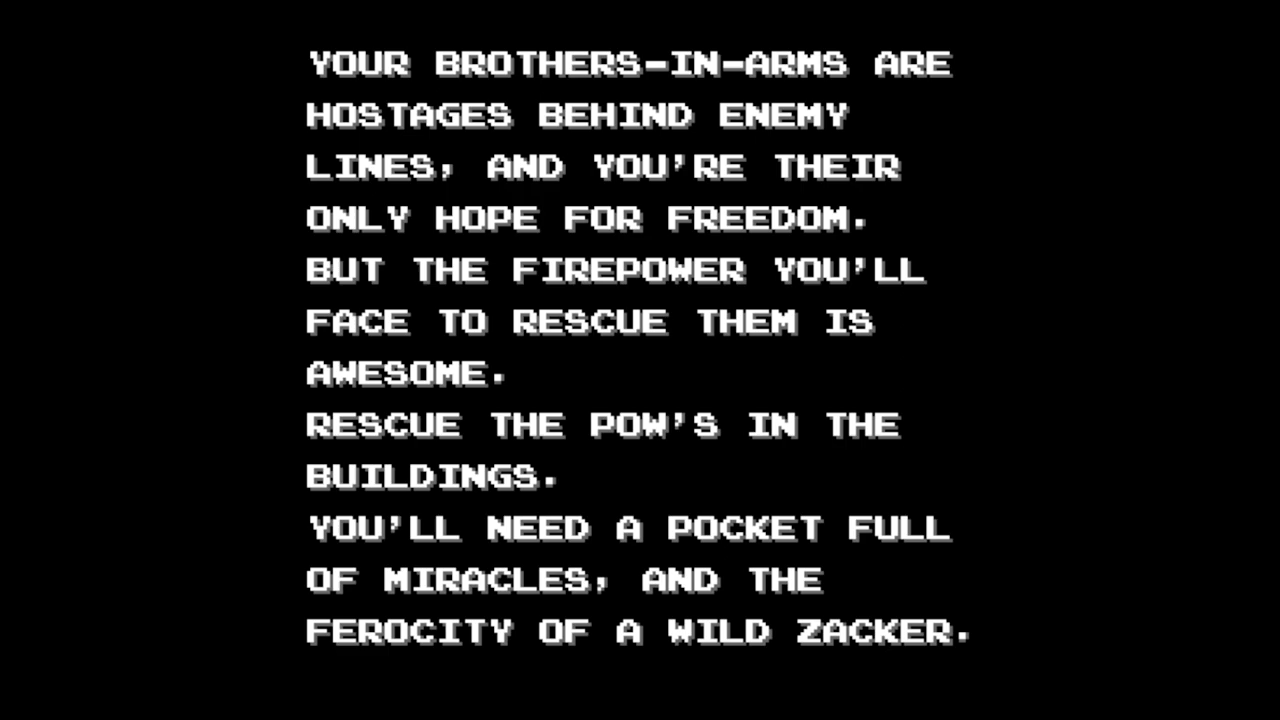 YOUR BROTHERS-IN-ARMS ARE
HOSTAGES BEHIND ENEMY
LINES, AND YOU'RE THEIR
ONLY HOPE FOR FREEDOM.
BUT THE FIREPOWER YOU'LL
FACE TO RESCUE THEM IS
AWESOME.
RESCUE THE POW'S IN THE
BUILDINGS.
YOU'LL NEED A POCKET FULL
OF MIRACLES, AND THE
FEROCITY OF A WILD ZACKER.